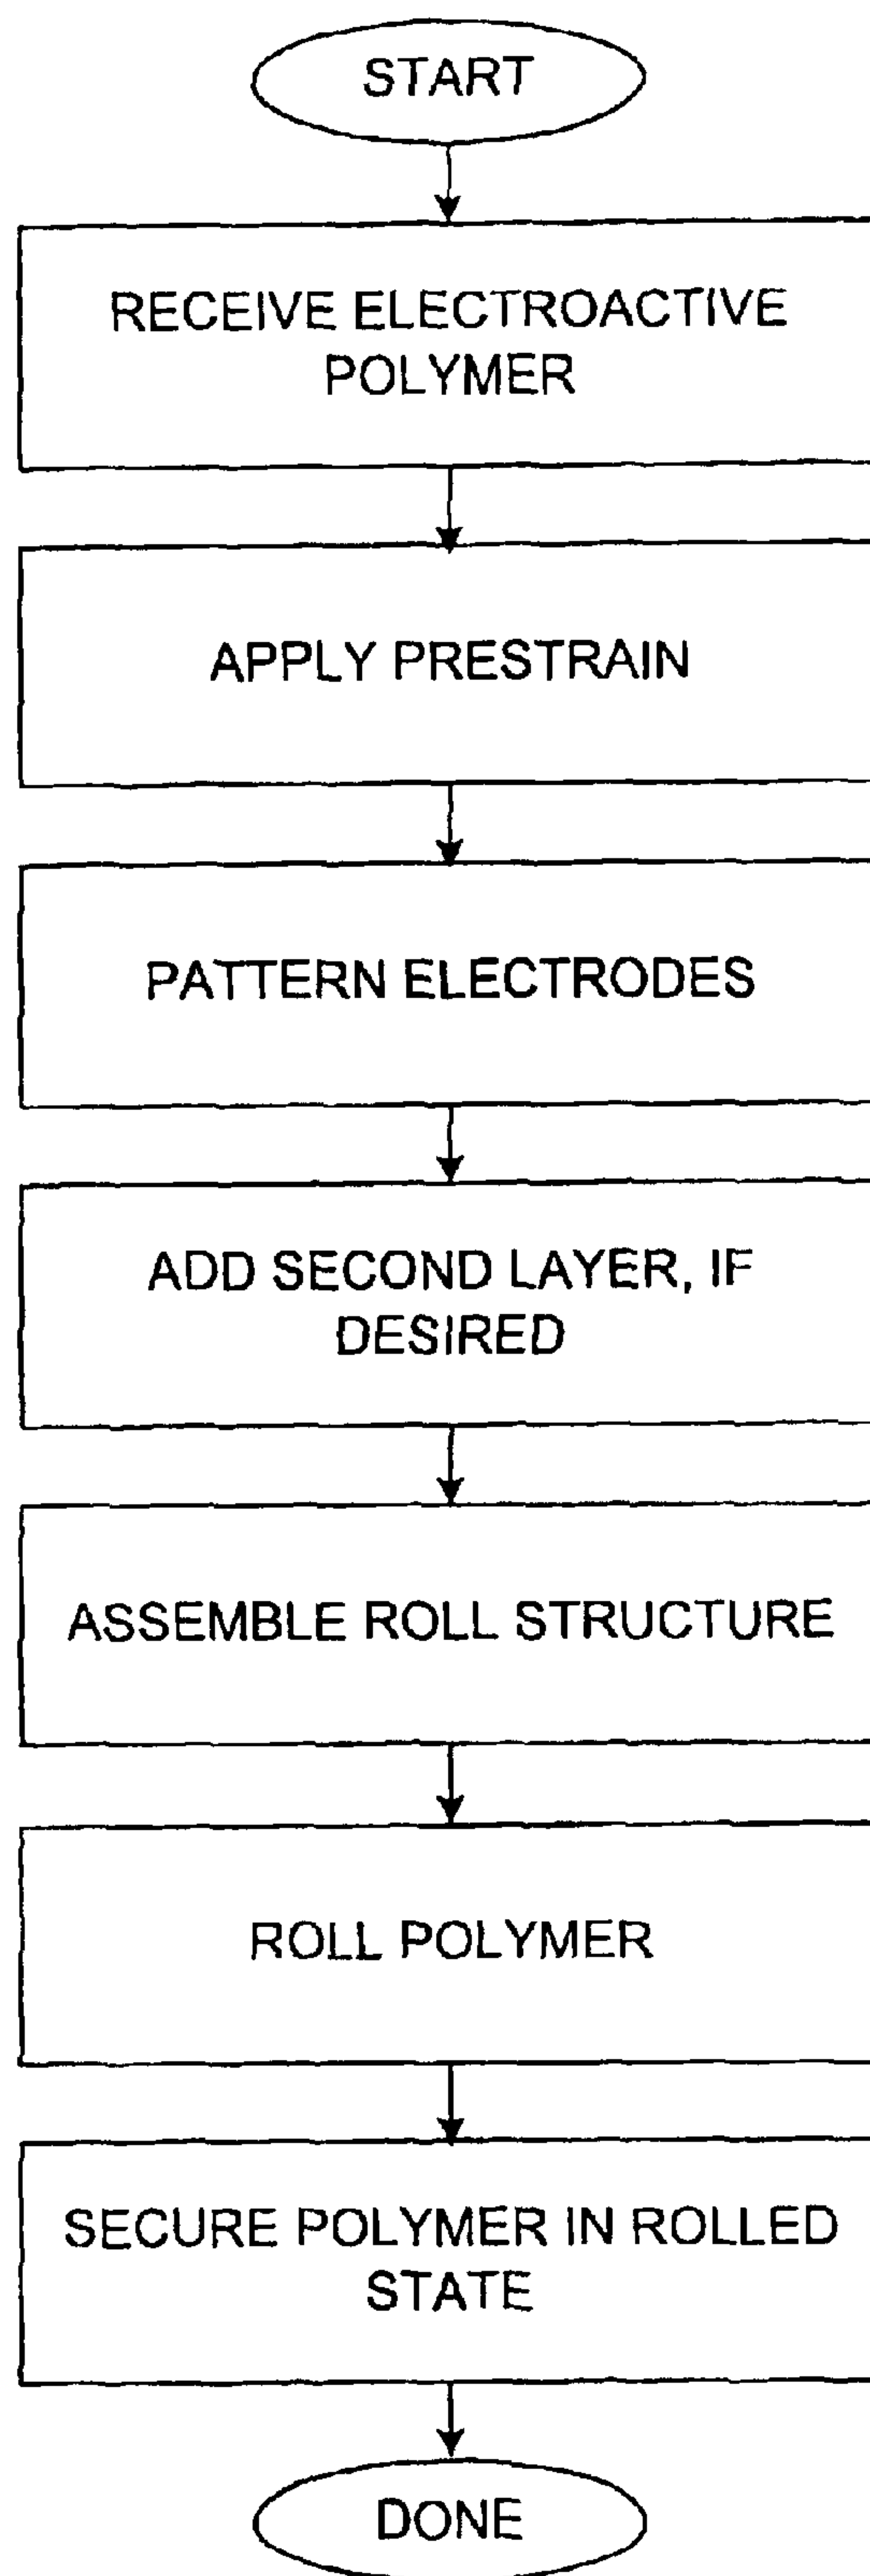 START
RECEIVE ELECTROACTIVE
POLYMER
APPLY PRESTRAIN
PATTERN ELECTRODES
ADD SECOND LAYER, IF
DESIRED
ASSEMBLE ROLL STRUCTURE
ROLL POLYMER
SECURE POLYMER IN ROLLED
STATE
DONE